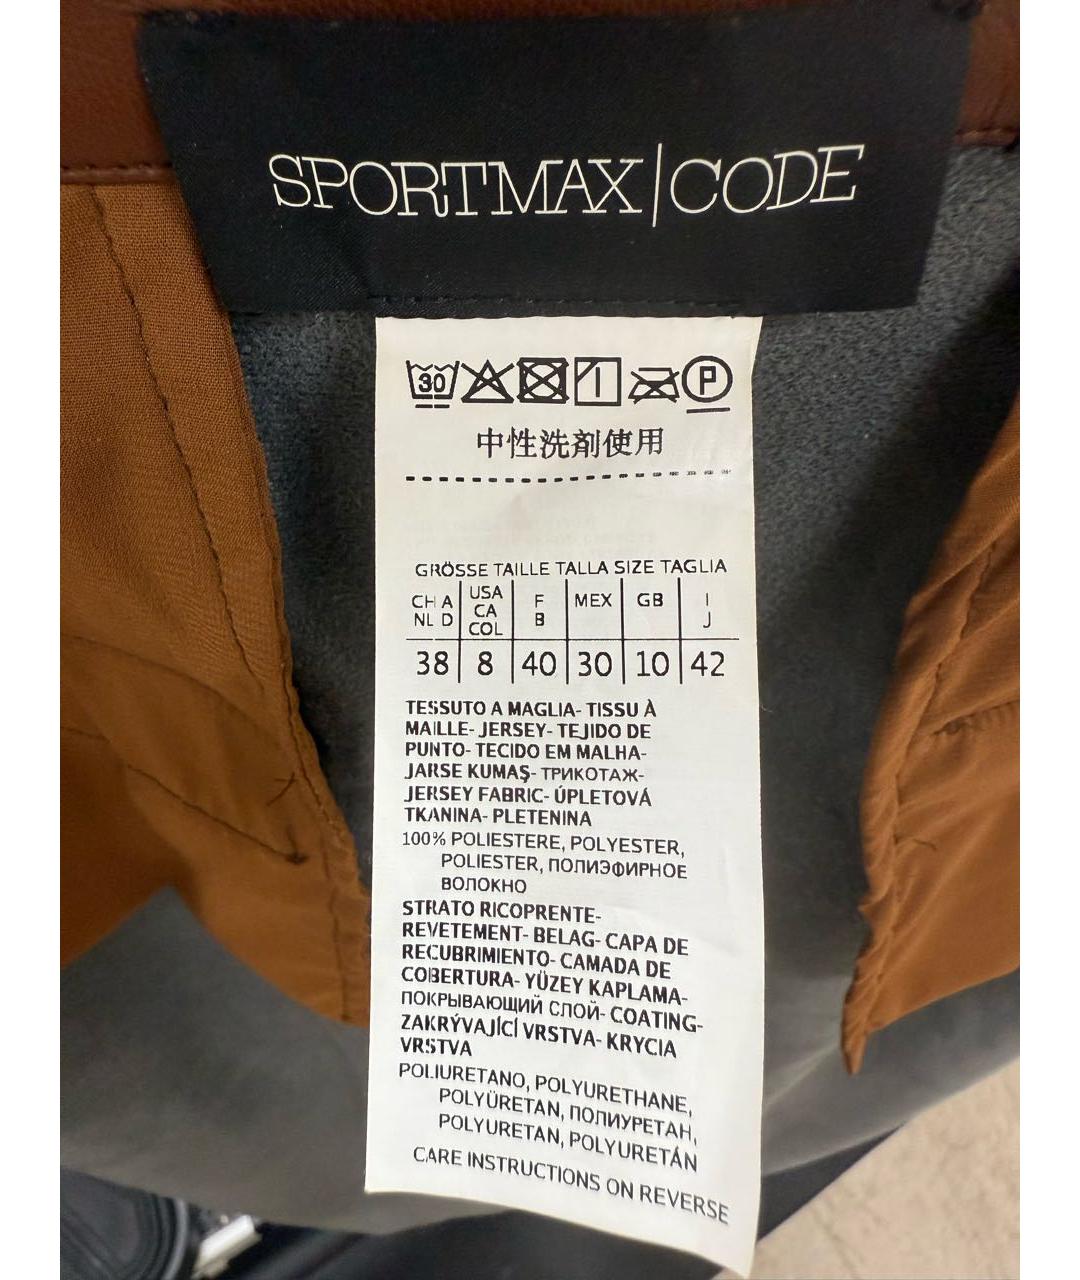 SPORTMAX|CODE
30 P
中性洗剤使用
GRÖSSE TAILLE TALLA SIZE TAGLIA
CH A USA F MEX GB I
NL D CA B J
COL
38 8 40 30 10 42
TESSUTO A MAGLIA- TISSU À
MAILLE- JERSEY- TEJIDO DE
PUNTO- TECIDO EM MALHA-
JARSE KUMAŞ- ТРИКОТАЖ-
JERSEY FABRIC- ÚPLETOVÁ
TKANINA- PLETENINA
100% POLIESTERE, POLYESTER,
POLIESTER, ПОЛИЭФИРНОЕ
ВОЛОКНО
STRATO RICOPRENTE-
REVETEMENT- BELAG- CAPA DE
RECUBRIMIENTO- CAMADA DE
COBERTURA- YÜZEY KAPLAMA-
ПОКРЫВАЮЩИЙ СЛОЙ- COATING-
ZAKRÝVAJÍCÍ VRSTVA- KRYCIA
VRSTVA
POLIURETANO, POLYURETHANE,
POLYÜRETAN, ПОЛИУРЕТАН,
POLYURETAN, POLYURETÁN
CARE INSTRUCTIONS ON REVERSE